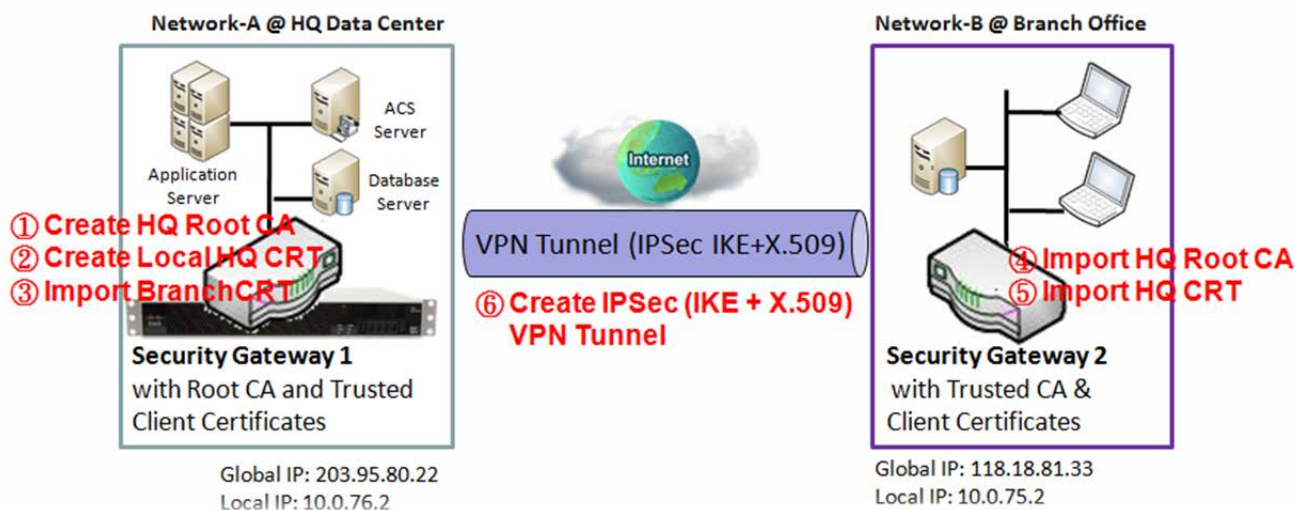 Network-A @ HQ Data Center
Network-B @ Branch Office
ACS
Server
Application
Server
Database
Server
① Create HQ Root CA
② Create Local HQ CRT
③ Import BranchCRT
Security Gateway 1
with Root CA and Trusted
Client Certificates
Global IP: 203.95.80.22
Local IP: 10.0.76.2
Internet
VPN Tunnel (IPSec IKE+X.509)
⑥ Create IPSec (IKE + X.509)
VPN Tunnel
④ Import HQ Root CA
⑤ Import HQ CRT
Security Gateway 2
with Trusted CA &
Client Certificates
Global IP: 118.18.81.33
Local IP: 10.0.75.2